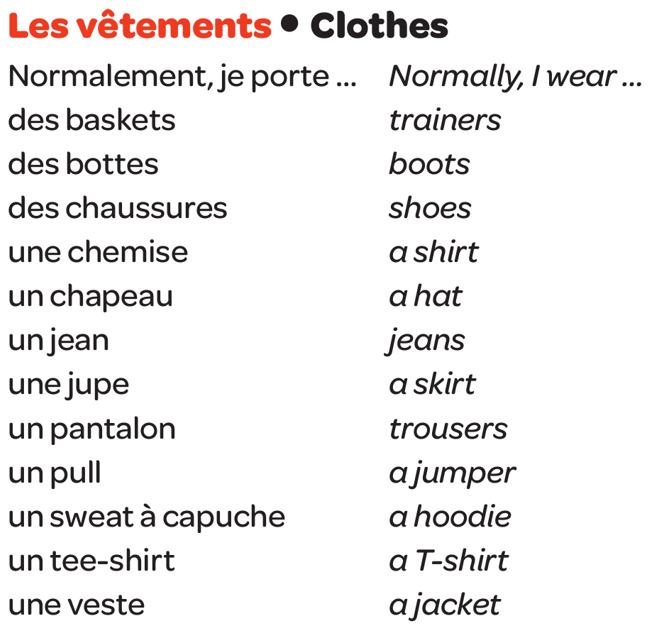 Les vêtements • Clothes
Normalement, je porte ... Normally, I wear ...
des baskets trainers
des bottes boots
des chaussures shoes
une chemise a shirt
un chapeau a hat
un jean jeans
une jupe a skirt
un pantalon trousers
un pull a jumper
un sweat à capuche a hoodie
un tee-shirt a T-shirt
une veste a jacket